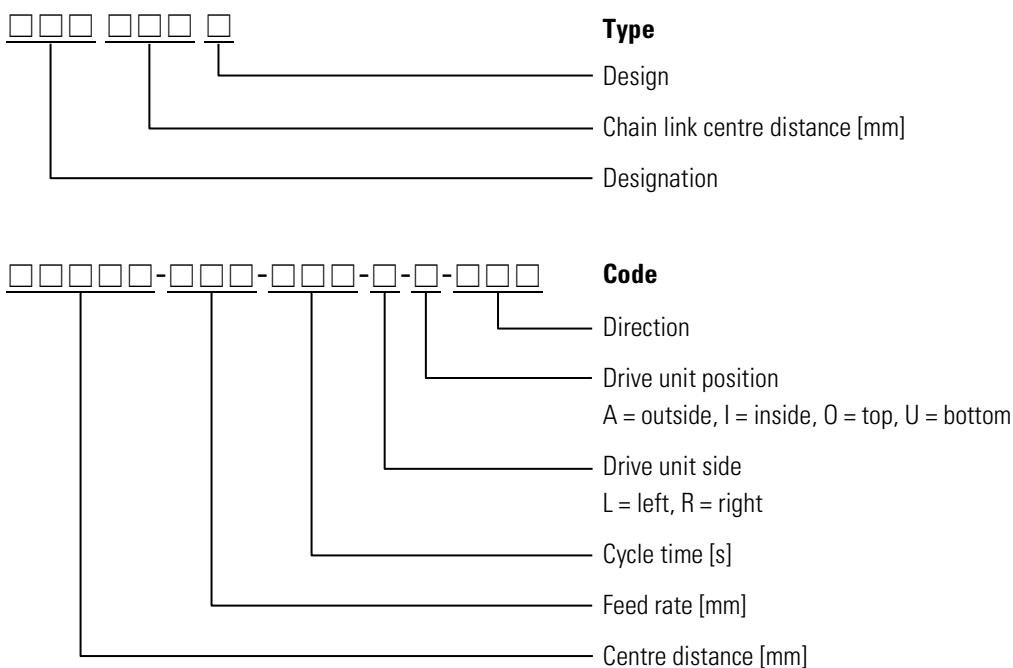 □□□ □□□ □
Type
Design
Chain link centre distance [mm]
Designation
□□□□□-□□□-□□□-□-□-□□□
Code
Direction
Drive unit position
A = outside, I = inside, O = top, U = bottom
Drive unit side
L = left, R = right
Cycle time [s]
Feed rate [mm]
Centre distance [mm]